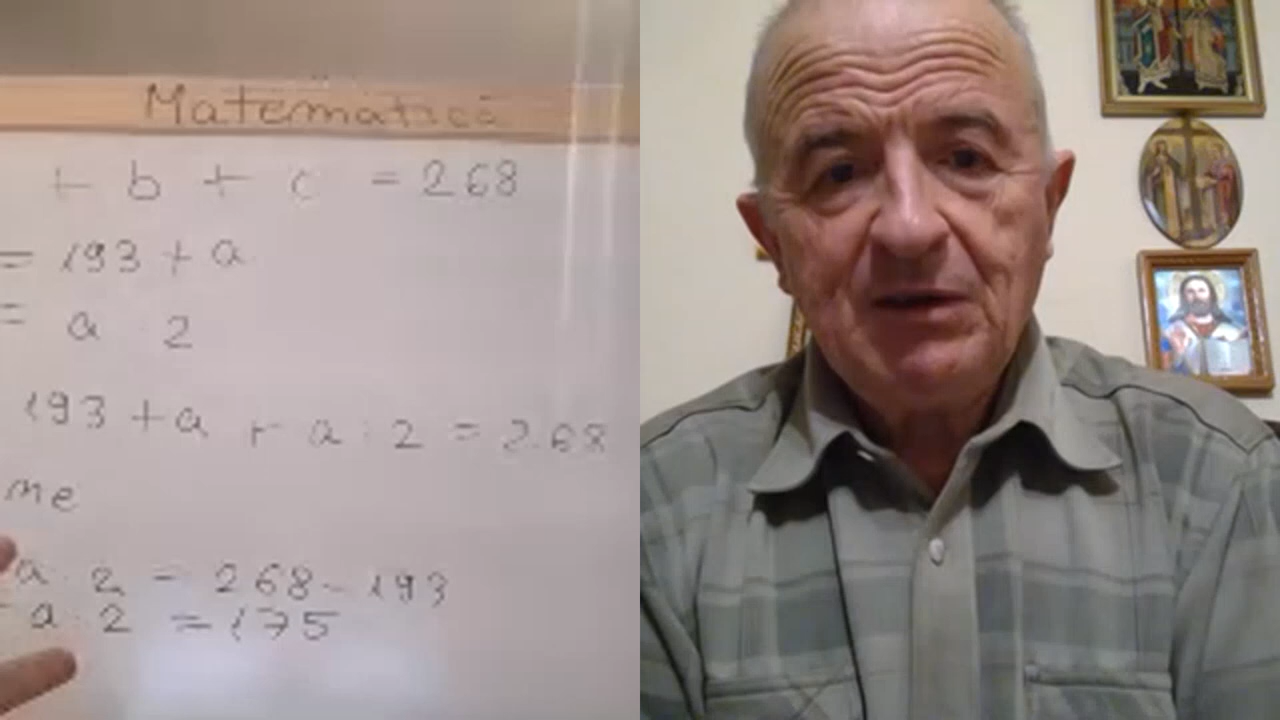 Matematică
+ b + c = 268
= 193 + a
= a : 2
193 + a + a : 2 = 268
me
a : 2 = 268 - 193
a : 2 = 175